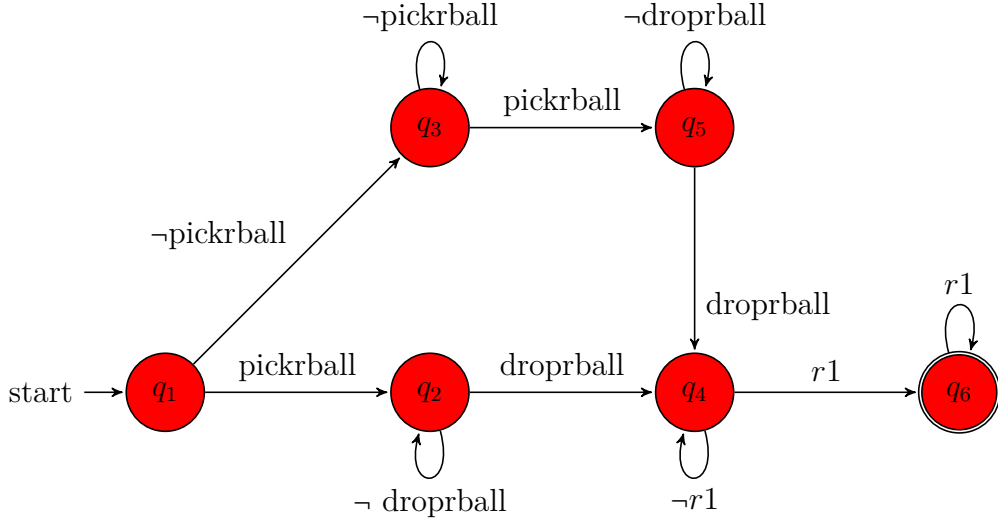 ¬pickrball
¬droprball
pickrball
q3
q5
¬pickrball
droprball
r1
start
q1
pickrball
q2
droprball
q4
r1
q6
¬ droprball
¬r1